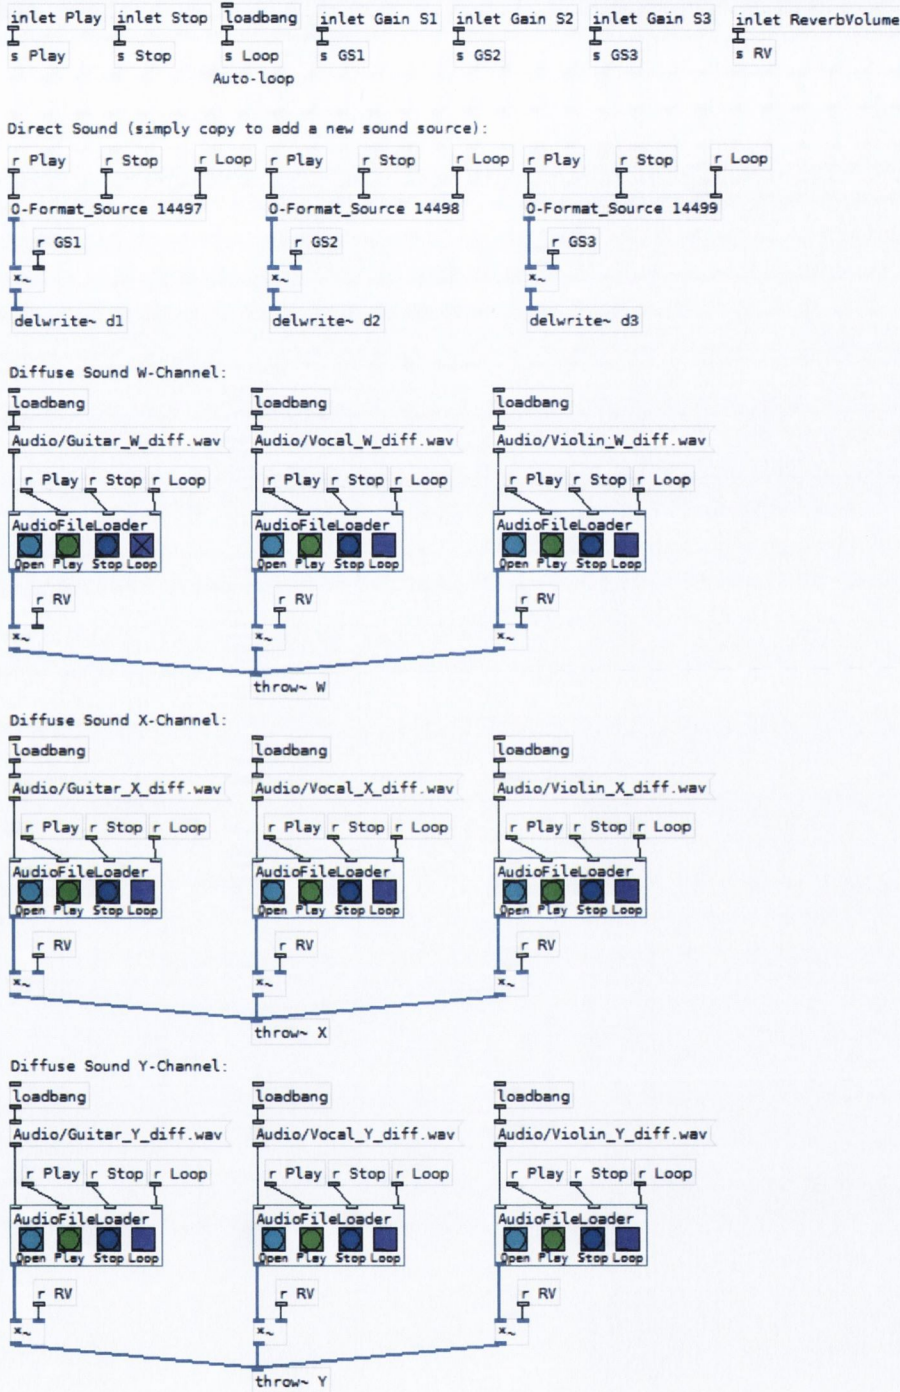 inlet Play inlet Stop loadbang inlet Gain S1 inlet Gain S2 inlet Gain S3 inlet ReverbVolume
s Play s Stop s Loop s GS1 s GS2 s GS3 s RV
Auto-loop
Direct Sound (simply copy to add a new sound source):
r Play r Stop r Loop r Play r Stop r Loop r Play r Stop r Loop
O-Format_Source 14497 O-Format_Source 14498 O-Format_Source 14499
r GS1 r GS2 r GS3
*~ *~ *~
delwrite~ d1 delwrite~ d2 delwrite~ d3
Diffuse Sound W-Channel:
loadbang loadbang loadbang
Audio/Guitar_W_diff.wav Audio/Vocal_W_diff.wav Audio/Violin_W_diff.wav
r Play r Stop r Loop r Play r Stop r Loop r Play r Stop r Loop
AudioFileLoader AudioFileLoader AudioFileLoader
Open Play Stop Loop Open Play Stop Loop Open Play Stop Loop
r RV r RV r RV
*~ *~ *~
throw~ W
Diffuse Sound X-Channel:
loadbang loadbang loadbang
Audio/Guitar_X_diff.wav Audio/Vocal_X_diff.wav Audio/Violin_X_diff.wav
r Play r Stop r Loop r Play r Stop r Loop r Play r Stop r Loop
AudioFileLoader AudioFileLoader AudioFileLoader
Open Play Stop Loop Open Play Stop Loop Open Play Stop Loop
r RV r RV r RV
*~ *~ *~
throw~ X
Diffuse Sound Y-Channel:
loadbang loadbang loadbang
Audio/Guitar_Y_diff.wav Audio/Vocal_Y_diff.wav Audio/Violin_Y_diff.wav
r Play r Stop r Loop r Play r Stop r Loop r Play r Stop r Loop
AudioFileLoader AudioFileLoader AudioFileLoader
Open Play Stop Loop Open Play Stop Loop Open Play Stop Loop
r RV r RV r RV
*~ *~ *~
throw~ Y